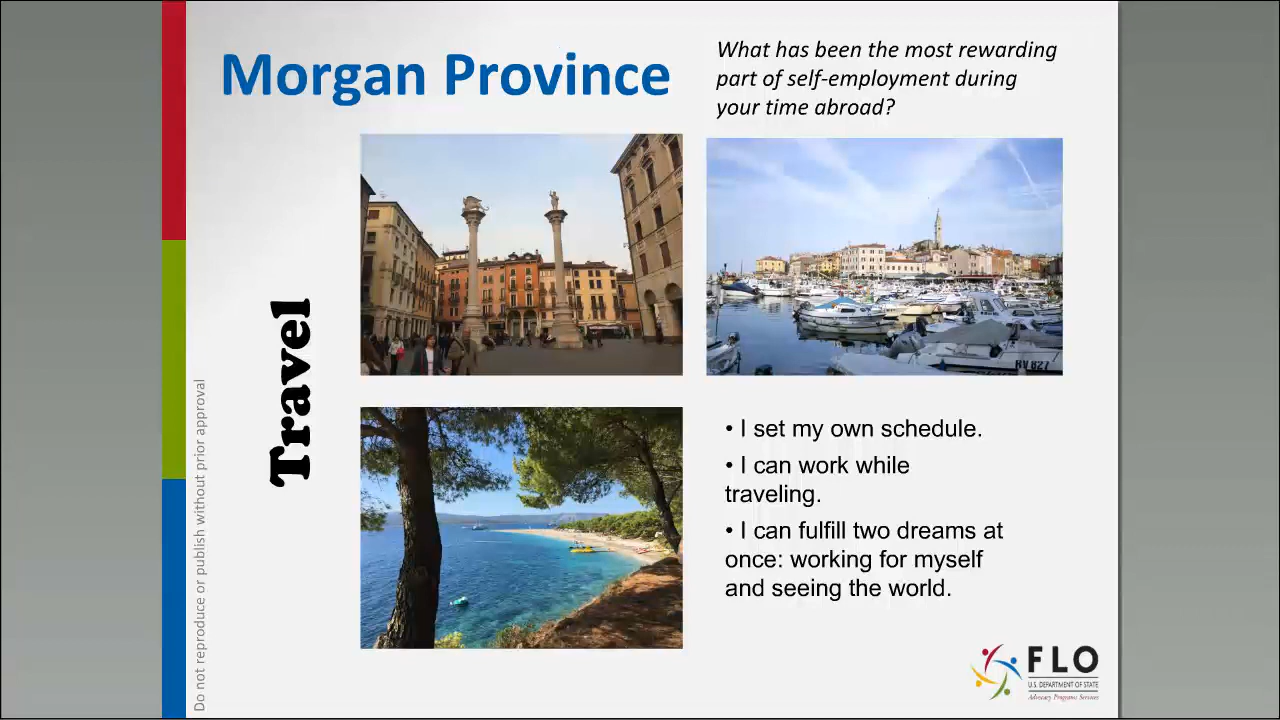 Morgan Province
What has been the most rewarding
part of self-employment during
your time abroad?
Travel
Do not reproduce or publish without prior approval
RV 827
• I set my own schedule.
• I can work while
traveling.
• I can fulfill two dreams at
once: working for myself
and seeing the world.
FLO
U.S. DEPARTMENT OF STATE
Advocacy Programs Services